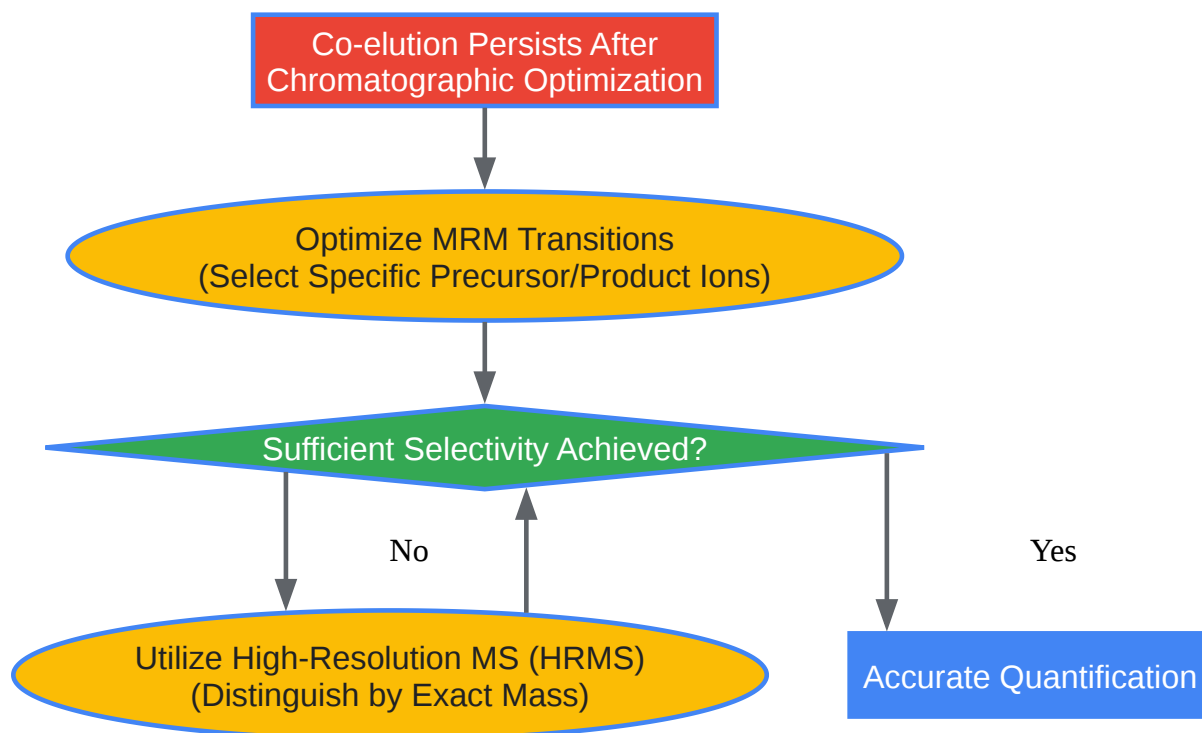 Co-elution Persists After
Chromatographic Optimization
Optimize MRM Transitions
(Select Specific Precursor/Product Ions)
Sufficient Selectivity Achieved?
No
Yes
Utilize High-Resolution MS (HRMS)
(Distinguish by Exact Mass)
Accurate Quantification